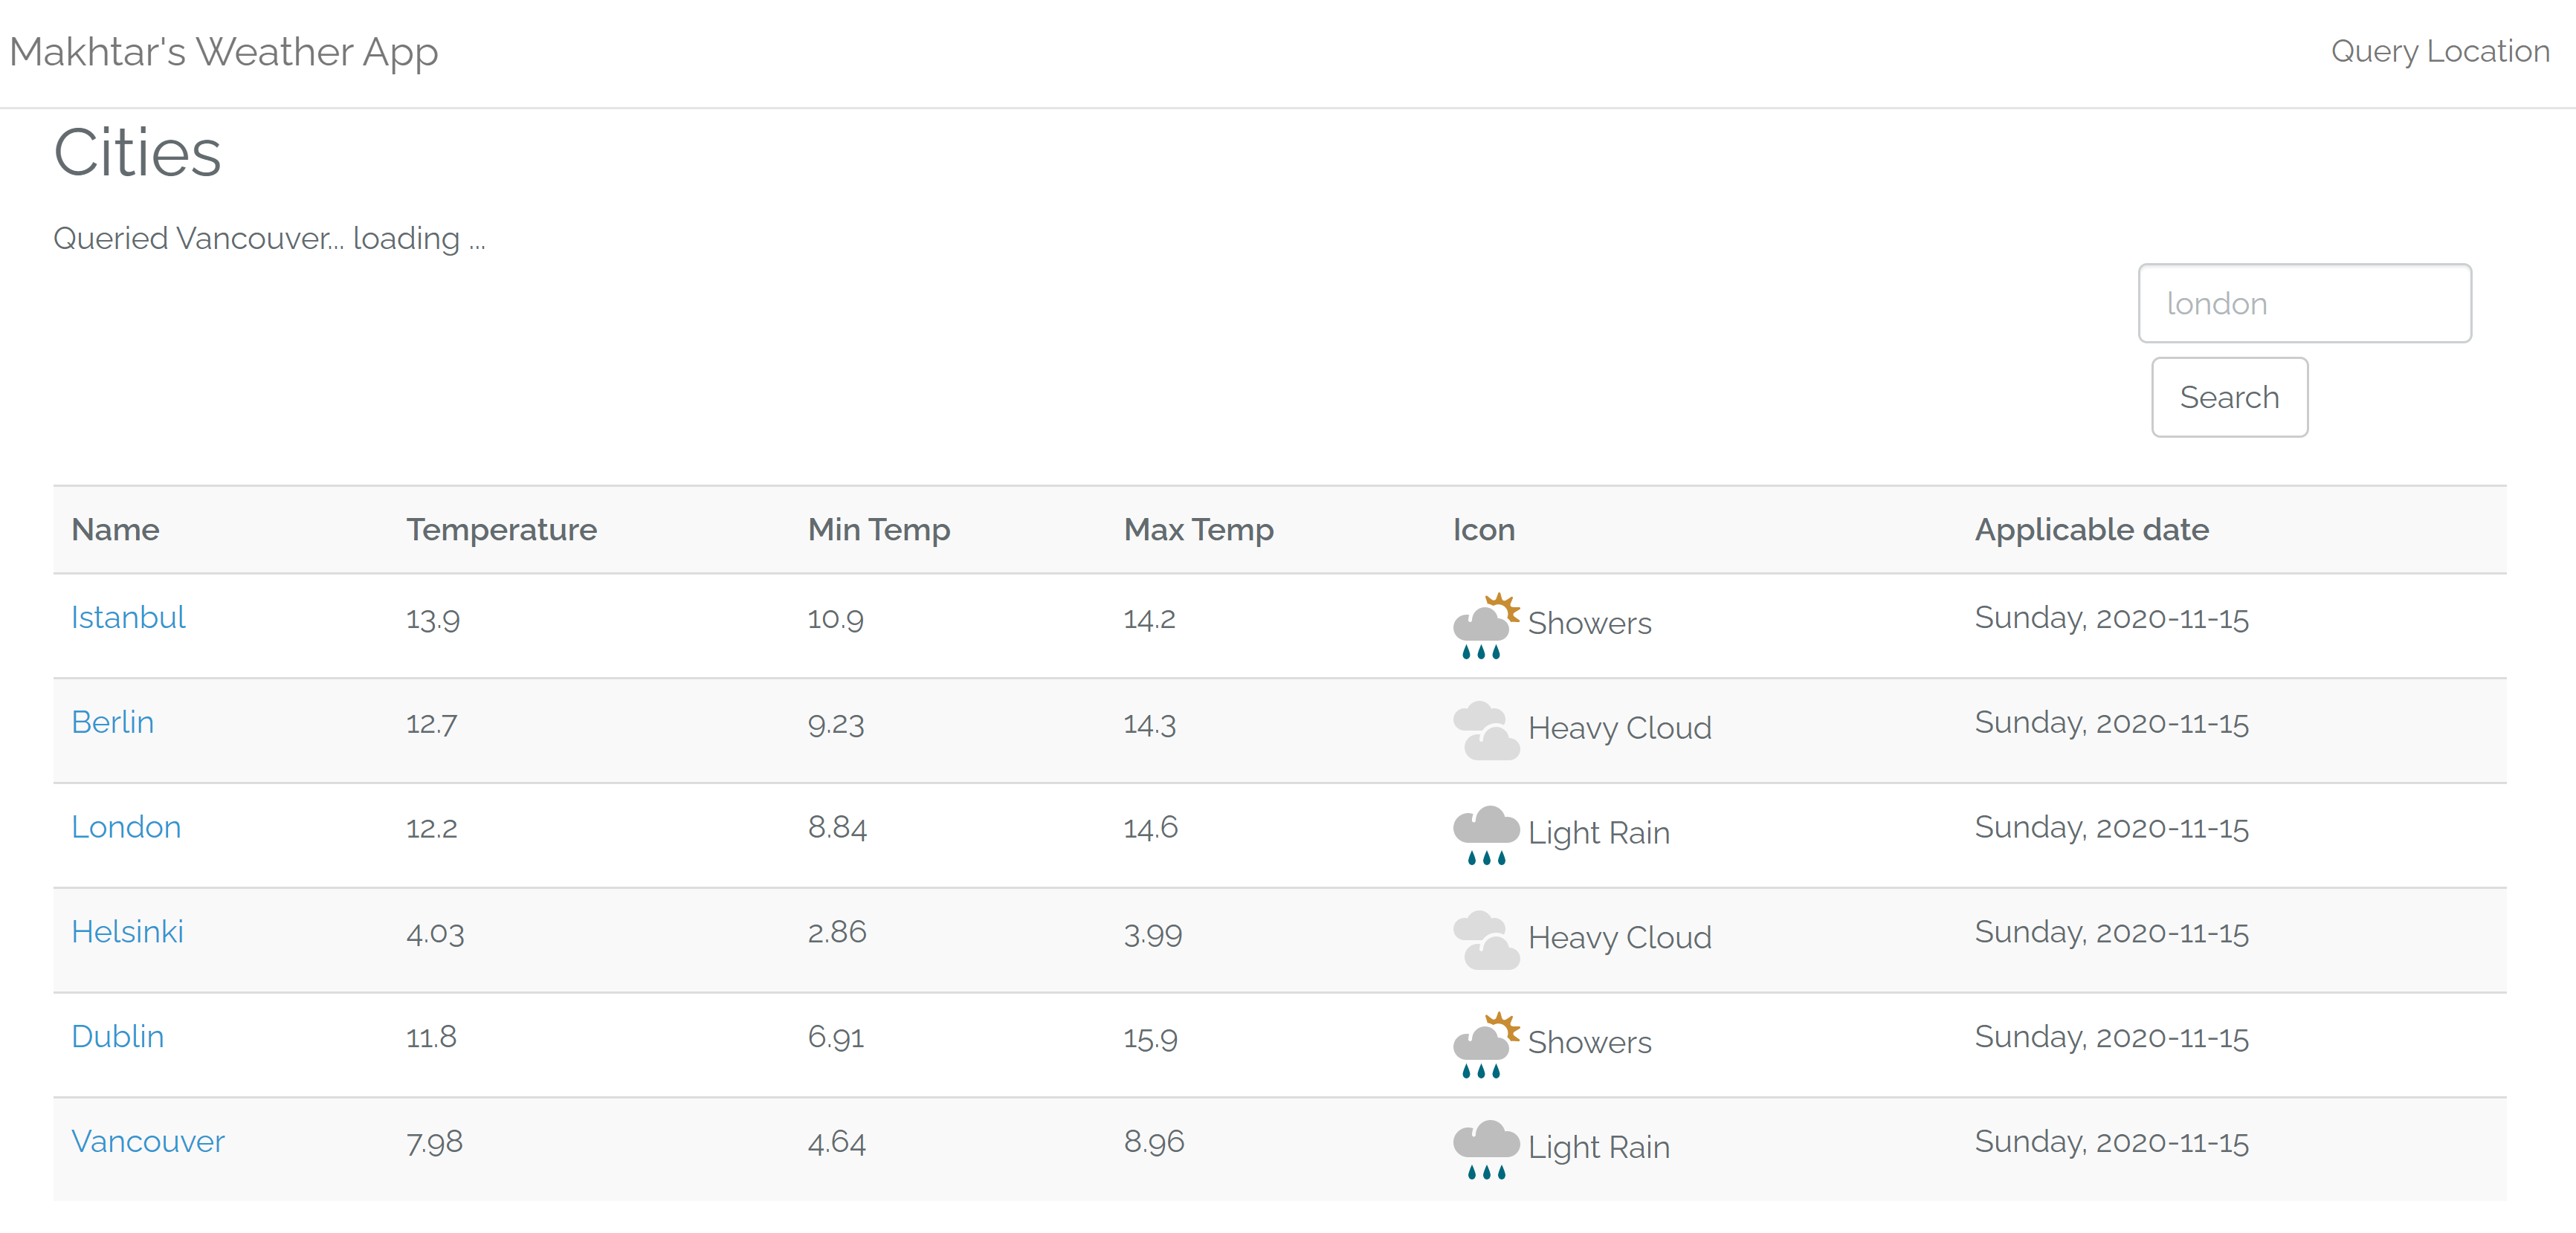 Makhtar's Weather App Query Location
Cities
Queried Vancouver... loading ...
london
Search
Name Temperature Min Temp Max Temp Icon Applicable date
Istanbul 13.9 10.9 14.2 Showers Sunday, 2020-11-15
Berlin 12.7 9.23 14.3 Heavy Cloud Sunday, 2020-11-15
London 12.2 8.84 14.6 Light Rain Sunday, 2020-11-15
Helsinki 4.03 2.86 3.99 Heavy Cloud Sunday, 2020-11-15
Dublin 11.8 6.91 15.9 Showers Sunday, 2020-11-15
Vancouver 7.98 4.64 8.96 Light Rain Sunday, 2020-11-15